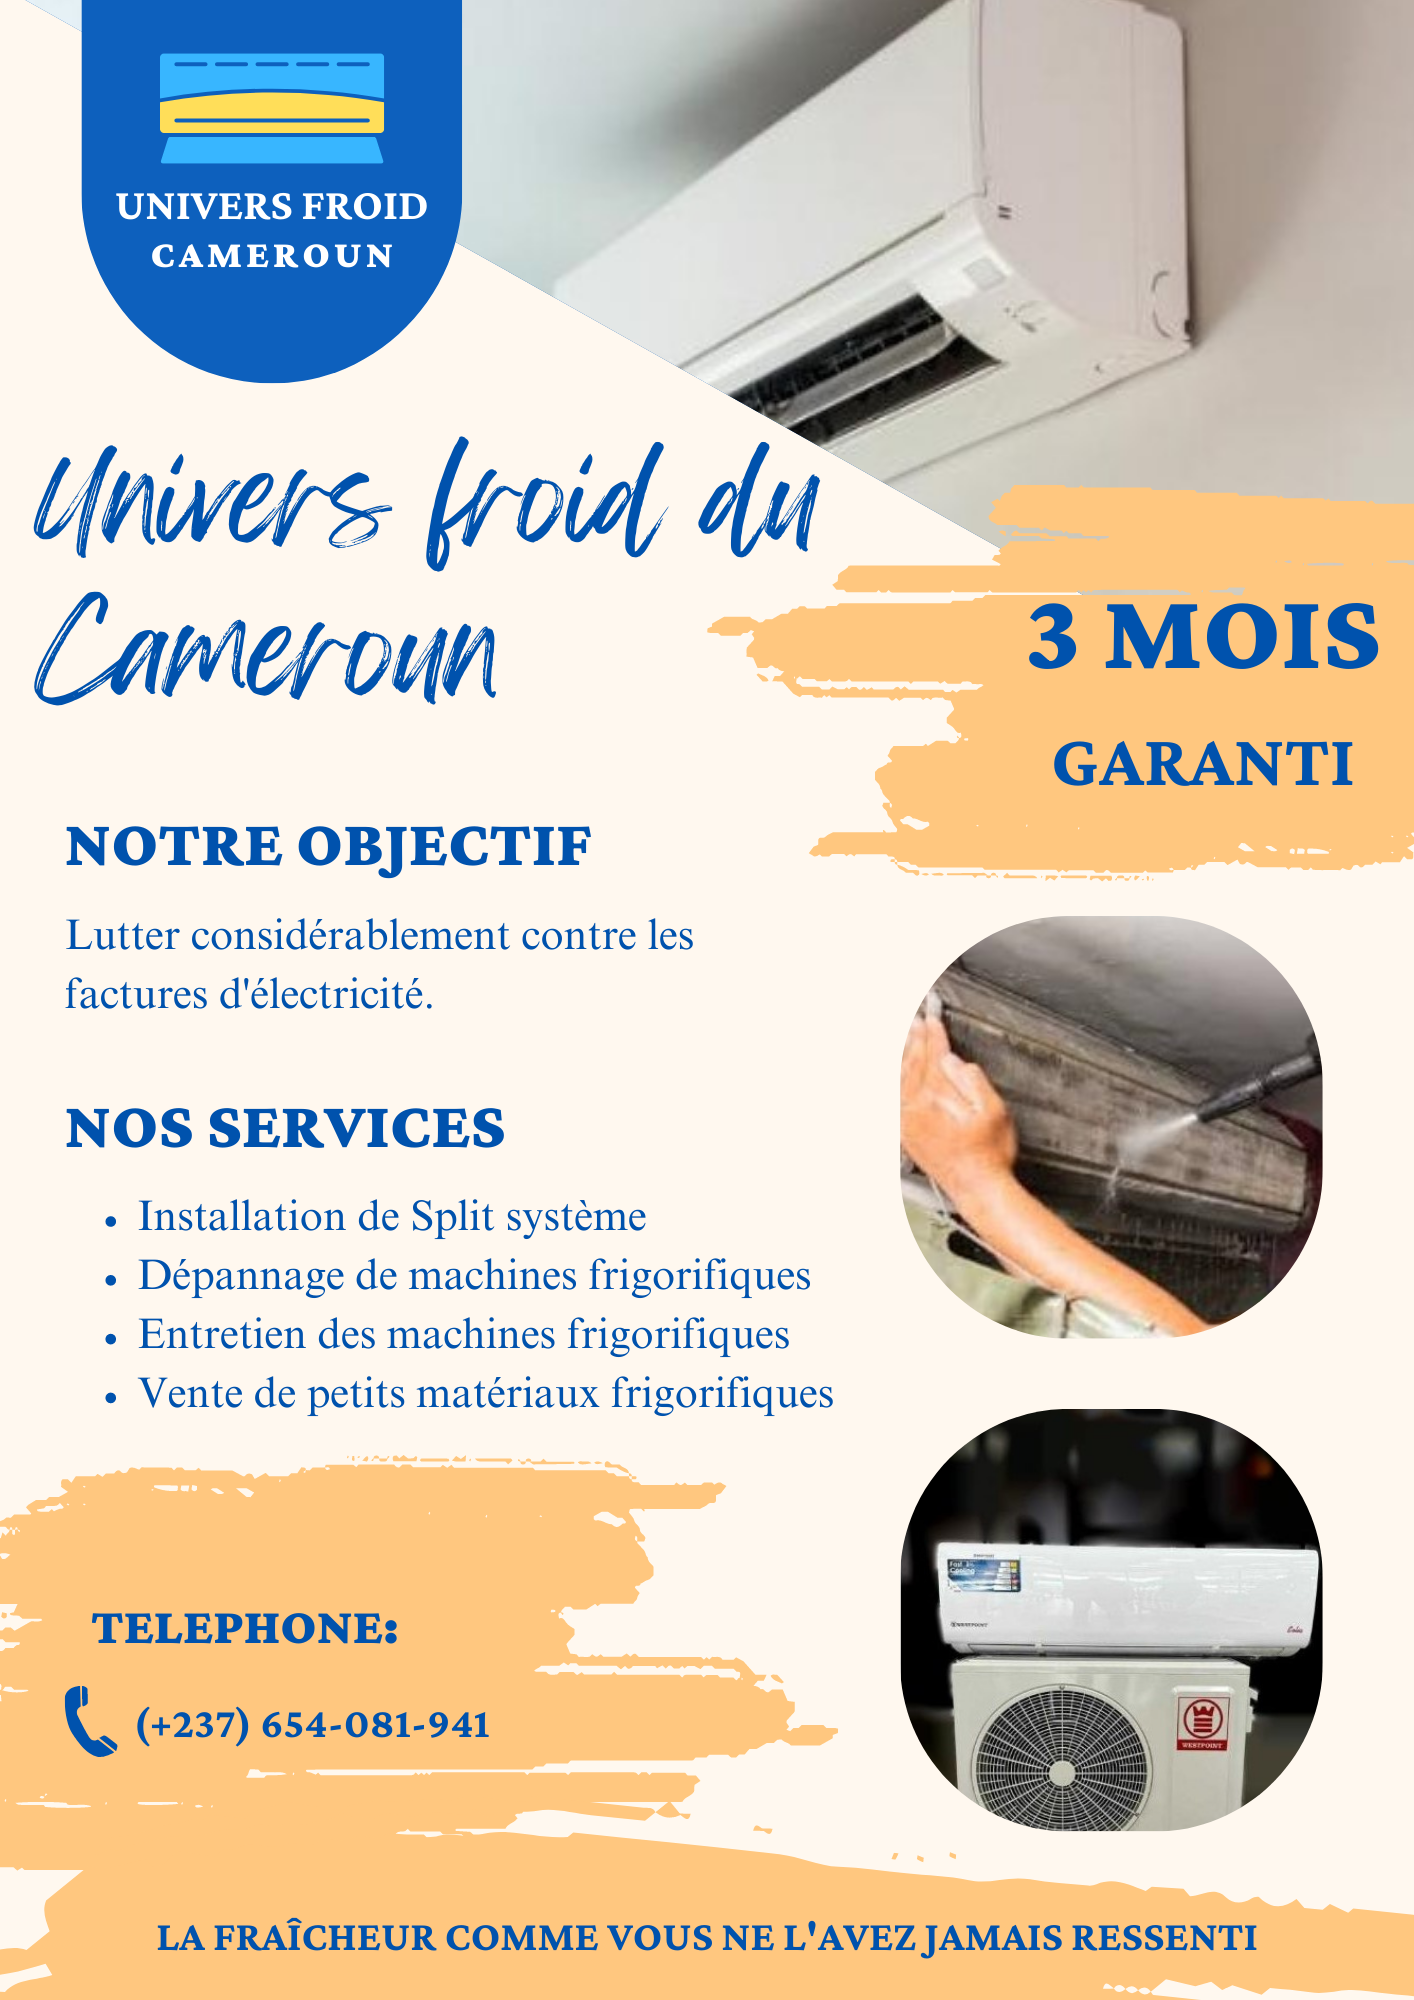 UNIVERS FROID
CAMEROUN
Univers froid du
Cameroun
3 MOIS
GARANTI
NOTRE OBJECTIF
Lutter considérablement contre les
factures d'électricité.
NOS SERVICES
• Installation de Split système
• Dépannage de machines frigorifiques
• Entretien des machines frigorifiques
• Vente de petits matériaux frigorifiques
WESTPOINT
WESTPOINT
TELEPHONE:
(+237) 654-081-941
LA FRAÎCHEUR COMME VOUS NE L'AVEZ JAMAIS RESSENTI